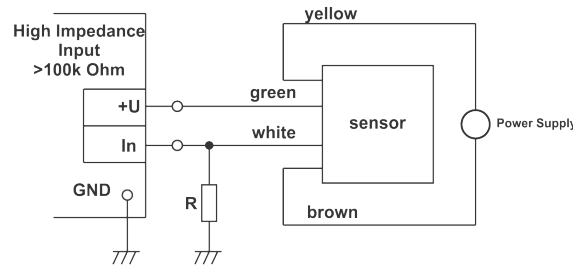 yellow
High Impedance
Input
>100k Ohm
green
+U
sensor
Power Supply
white
In
GND
R
brown